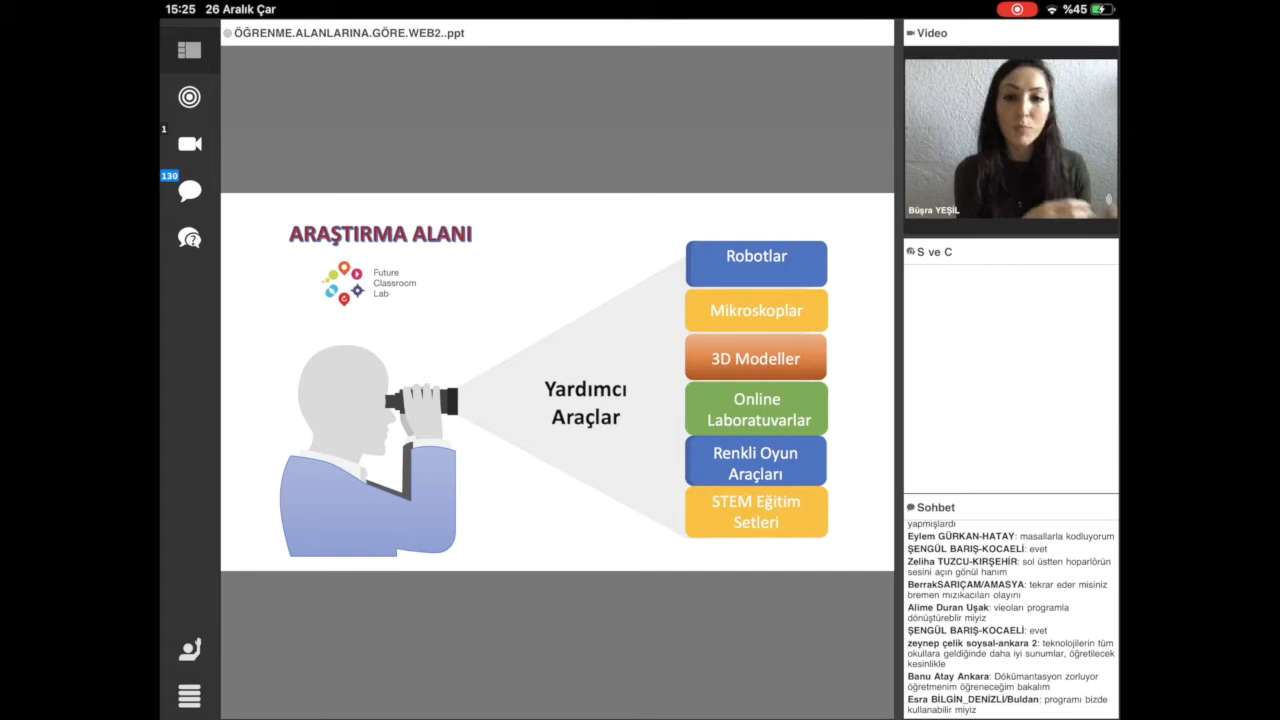 15:25 26 Aralık Çar
%45
ÖĞRENME.ALANLARINA.GÖRE.WEB2..ppt
1
130
ARAŞTIRMA ALANI
Future
Classroom
Lab
Yardımcı
Araçlar
Robotlar
Mikroskoplar
3D Modeller
Online
Laboratuvarlar
Renkli Oyun
Araçları
STEM Eğitim
Setleri
Video
Büşra YEŞİL
S ve C
Sohbet
yapmışlardı
Eylem GÜRKAN-HATAY: masallarla kodluyorum
ŞENGÜL BARIŞ-KOCAELİ: evet
Zeliha TUZCU-KIRŞEHİR: sol üstten hoparlörün
sesini açın gönül hanım
BerrakSARIÇAM/AMASYA: tekrar eder misiniz
bremen mızıkacıları olayını
Alime Duran Uşak: vieoları programla
dönüştüreblir miyiz
ŞENGÜL BARIŞ-KOCAELİ: evet
zeynep çelik soysal-ankara 2: teknolojilerin tüm
okullara geldiğinde daha iyi sunumlar, öğretilecek
kesinlikle
Banu Atay Ankara: Dökümantasyon zorluyor
öğretmenim öğreneceğim bakalım
Esra BİLGİN_DENİZLİ/Buldan: programı bizde
kullanabilir miyiz